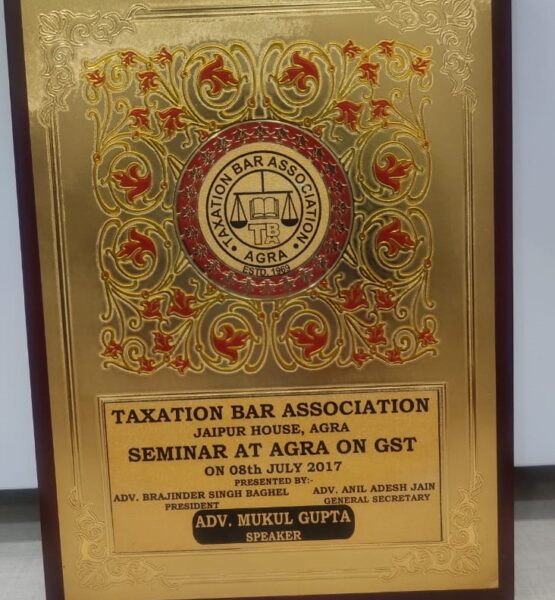 TAXATION BAR ASSOCIATION
TBA
AGRA
ESTD. 1969
TAXATION BAR ASSOCIATION
JAIPUR HOUSE, AGRA
SEMINAR AT AGRA ON GST
ON 08th JULY 2017
PRESENTED BY:-
ADV. BRAJINDER SINGH BAGHEL ADV. ANIL ADESH JAIN
PRESIDENT GENERAL SECRETARY
ADV. MUKUL GUPTA
SPEAKER